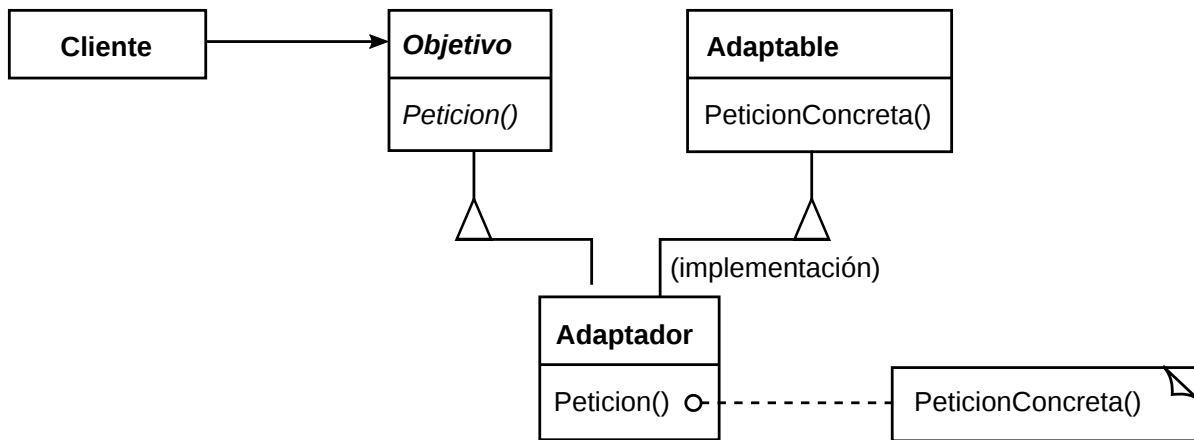 Cliente
Objetivo
Peticion()
Adaptable
PeticionConcreta()
(implementación)
Adaptador
Peticion()
PeticionConcreta()